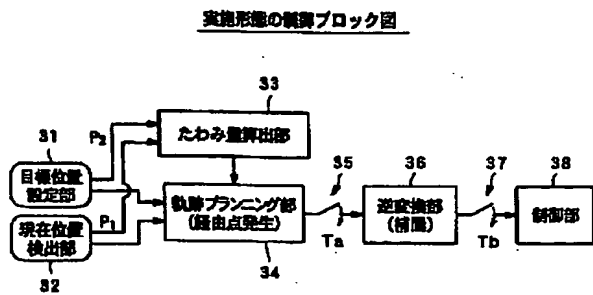 実施形態の制御ブロック図
33
たわみ量算出部
31
P2
目標位置
設定部
P1
現在位置
検出部
32
軌跡プランニング部
(経由点発生)
34
35
Ta
36
逆変換部
(補間)
37
Tb
38
制御部